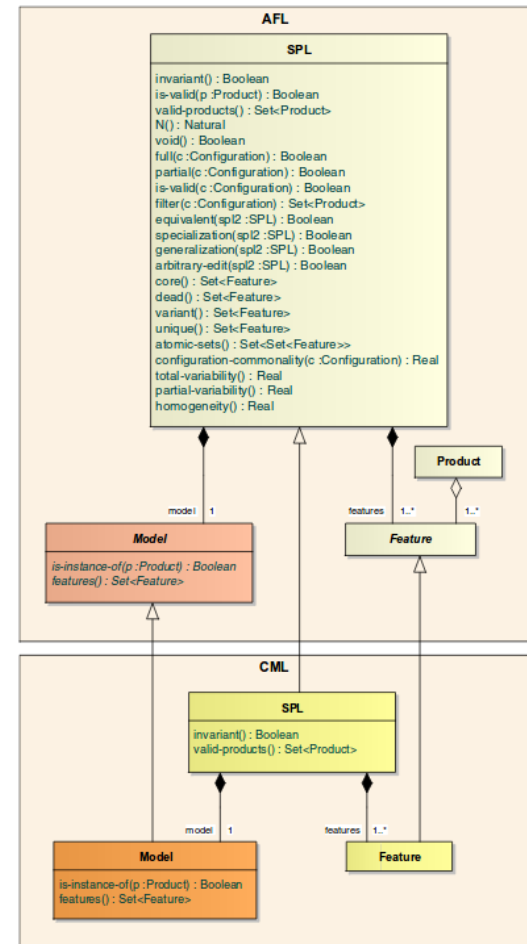 AFL
SPL
invariant() : Boolean
is-valid(p :Product) : Boolean
valid-products() : Set<Product>
N() : Natural
void() : Boolean
full(c :Configuration) : Boolean
partial(c :Configuration) : Boolean
is-valid(c :Configuration) : Boolean
filter(c :Configuration) : Set<Product>
equivalent(spl2 :SPL) : Boolean
specialization(spl2 :SPL) : Boolean
generalization(spl2 :SPL) : Boolean
arbitrary-edit(spl2 :SPL) : Boolean
core() : Set<Feature>
dead() : Set<Feature>
variant() : Set<Feature>
unique() : Set<Feature>
atomic-sets() : Set<Set<Feature>>
configuration-commonality(c :Configuration) : Real
total-variability() : Real
partial-variability() : Real
homogeneity() : Real
Product
model 1
features 1..*
1..*
Model
is-instance-of(p :Product) : Boolean
features() : Set<Feature>
Feature
CML
SPL
invariant() : Boolean
valid-products() : Set<Product>
model 1
features 1..*
Model
is-instance-of(p :Product) : Boolean
features() : Set<Feature>
Feature